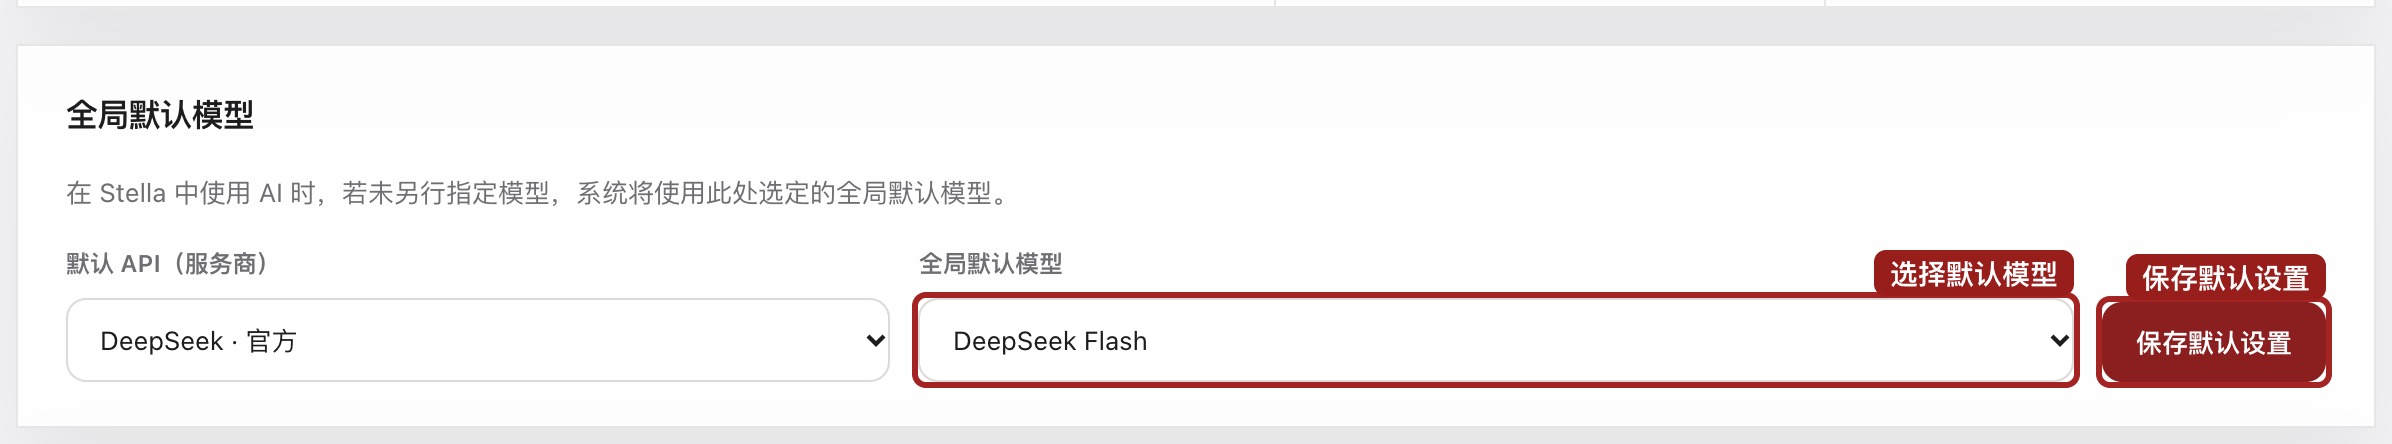 全局默认模型
在 Stella 中使用 AI 时，若未另行指定模型，系统将使用此处选定的全局默认模型。
默认 API（服务商）
全局默认模型
选择默认模型
保存默认设置
DeepSeek · 官方
DeepSeek Flash
保存默认设置